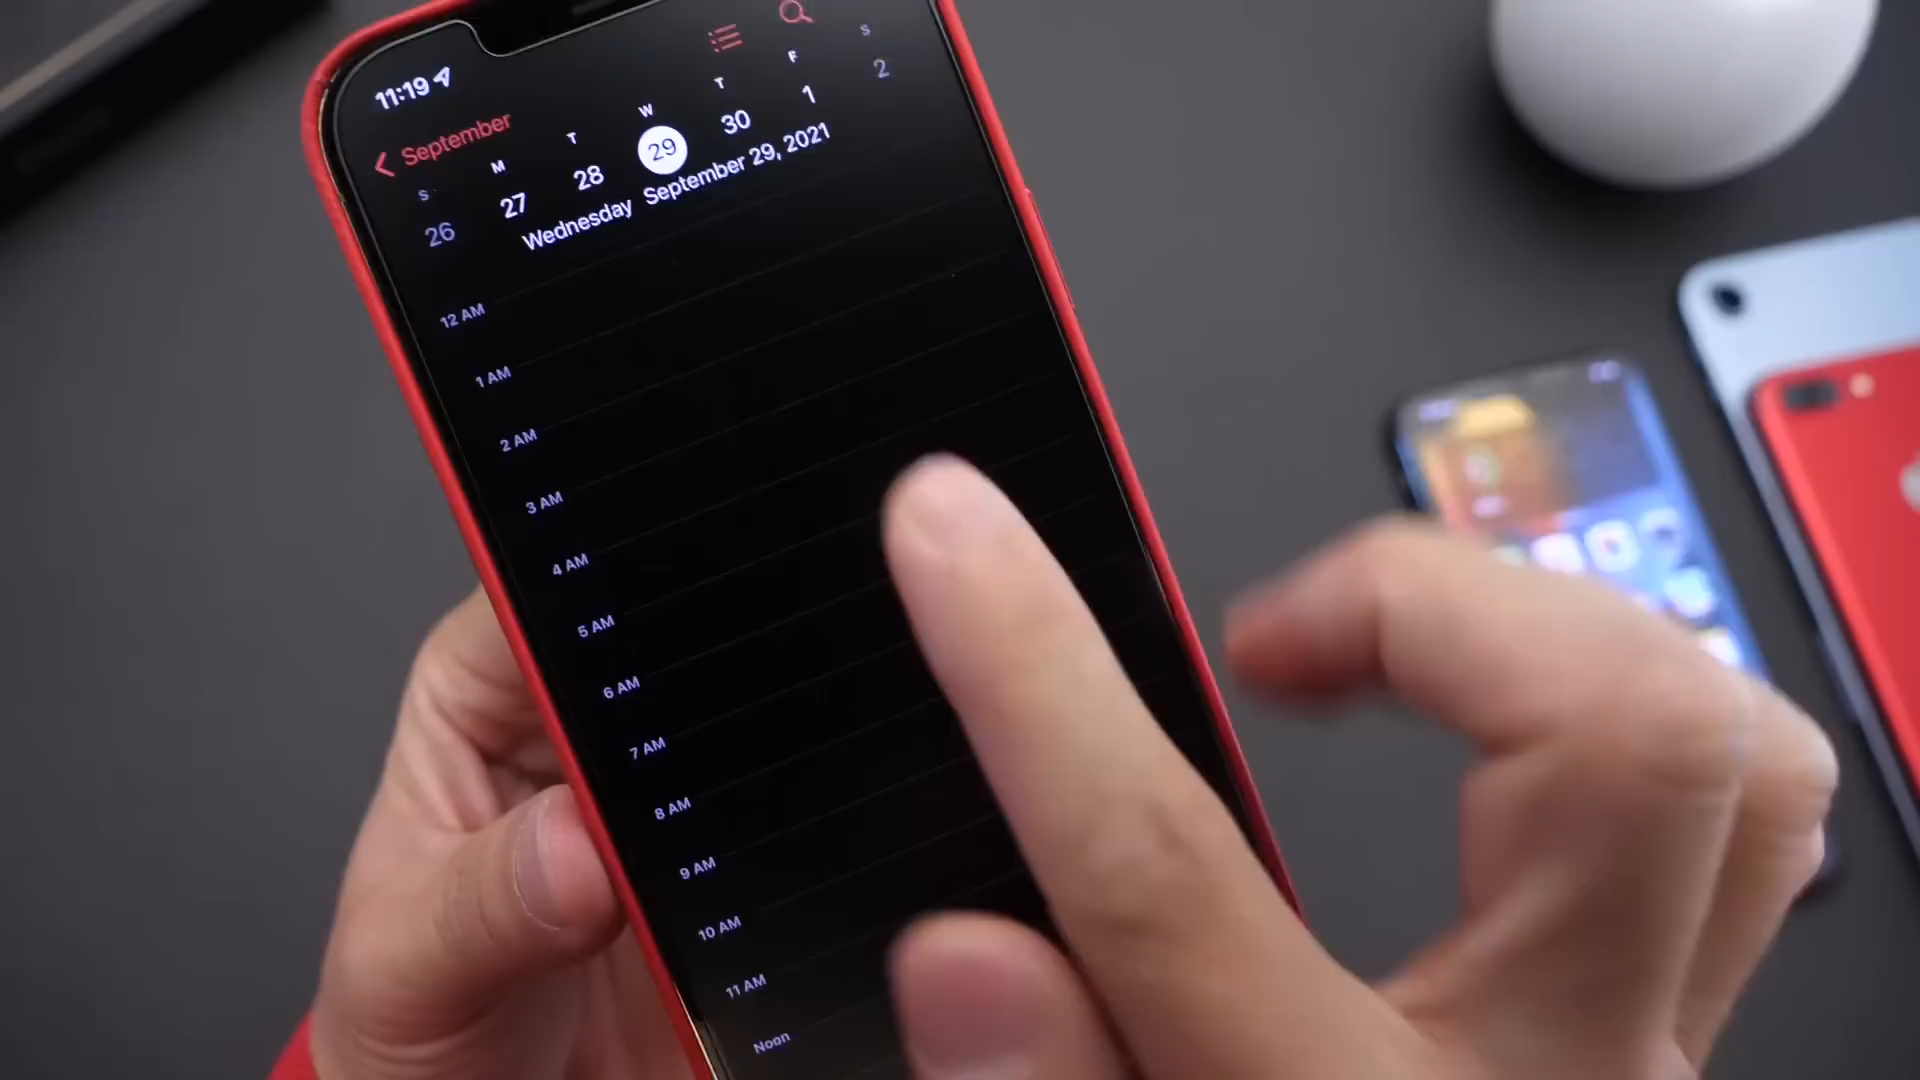 11:19
September
S M T W T F S
26 27 28 29 30 1 2
Wednesday September 29, 2021
12 AM
1 AM
2 AM
3 AM
4 AM
5 AM
6 AM
7 AM
8 AM
9 AM
10 AM
11 AM
Noon